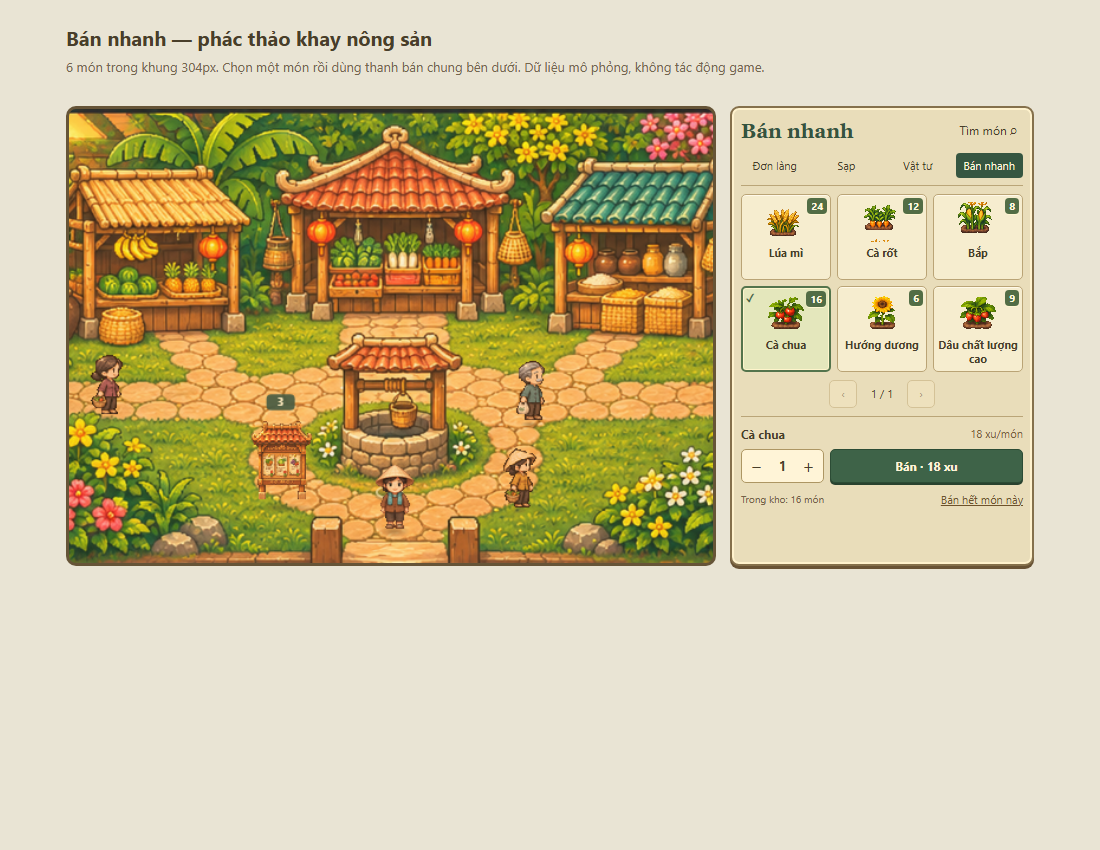 Bán nhanh — phác thảo khay nông sản
6 món trong khung 304px. Chọn một món rồi dùng thanh bán chung bên dưới. Dữ liệu mô phỏng, không tác động game.
3
Bán nhanh
Tìm món ⌕
Đơn làng
Sạp
Vật tư
Bán nhanh
24
Lúa mì
12
Cà rốt
8
Bắp
✓
16
Cà chua
6
Hướng dương
9
Dâu chất lượng
cao
‹
1 / 1
›
Cà chua
18 xu/món
− 1 +
Bán · 18 xu
Trong kho: 16 món
Bán hết món này